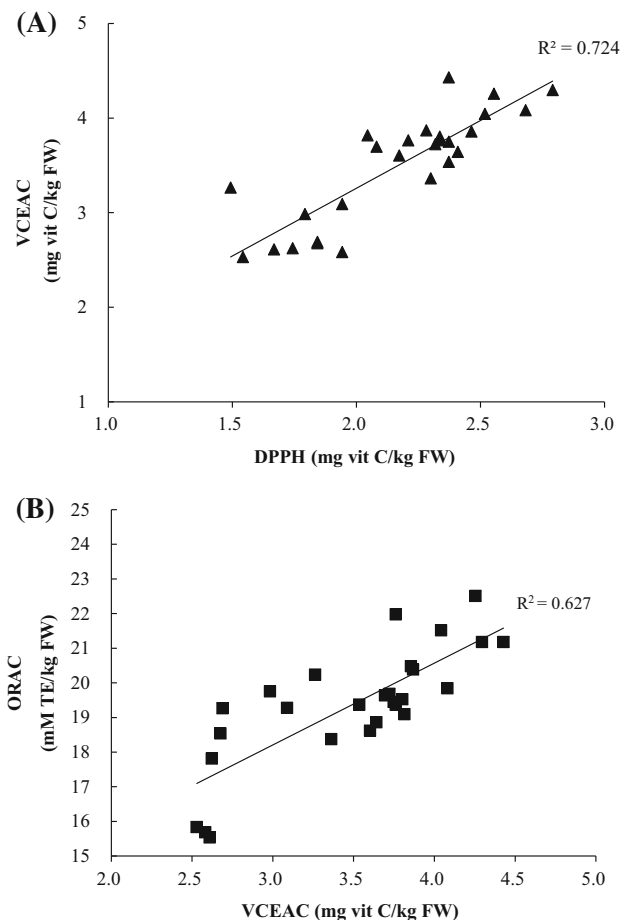 (A)
5
R² = 0.724
4
3
2
1
VCEAC
(mg vit C/kg FW)
1.0 1.5 2.0 2.5 3.0
DPPH (mg vit C/kg FW)
(B)
25
24
23
22
21
20
19
18
17
16
15
R² = 0.627
ORAC
(mM TE/kg FW)
2.0 2.5 3.0 3.5 4.0 4.5 5.0
VCEAC (mg vit C/kg FW)